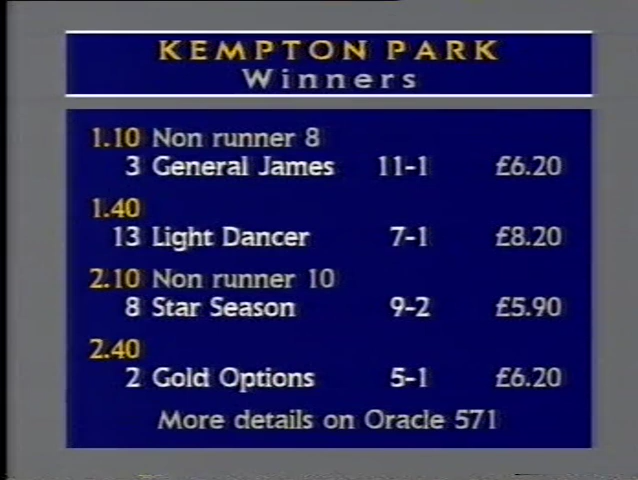 KEMPTON PARK
Winners
1.10 Non runner 8
3 General James 11-1 £6.20
1.40
13 Light Dancer 7-1 £8.20
2.10 Non runner 10
8 Star Season 9-2 £5.90
2.40
2 Gold Options 5-1 £6.20
More details on Oracle 571